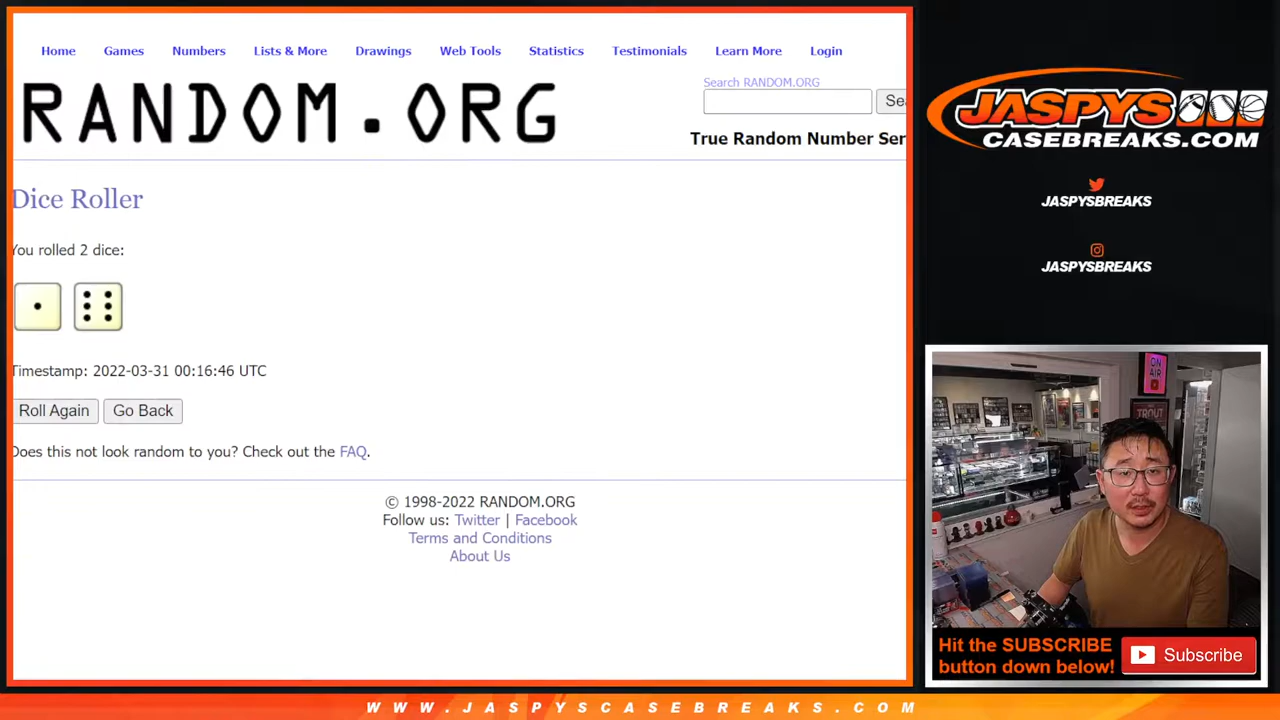 Home Games Numbers Lists & More Drawings Web Tools Statistics Testimonials Learn More Login
RANDOM.ORG
Search RANDOM.ORG
Sea
True Random Number Ser
Dice Roller
You rolled 2 dice:
Timestamp: 2022-03-31 00:16:46 UTC
Roll Again Go Back
Does this not look random to you? Check out the FAQ.
© 1998-2022 RANDOM.ORG
Follow us: Twitter | Facebook
Terms and Conditions
About Us
JASPYS
CASEBREAKS.COM
JASPYSBREAKS
JASPYSBREAKS
ON
AIR
TROUT
Hit the SUBSCRIBE
button down below!
Subscribe
WWW.JASPYSCASEBREAKS.COM